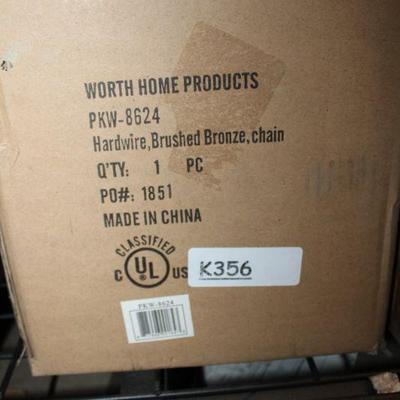 WORTH HOME PRODUCTS
PKW-8624
Hardwire,Brushed Bronze,chain
Q'TY: 1 PC
PO#: 1851
MADE IN CHINA
CLASSIFIED
C UL US
K356
PKW-8624